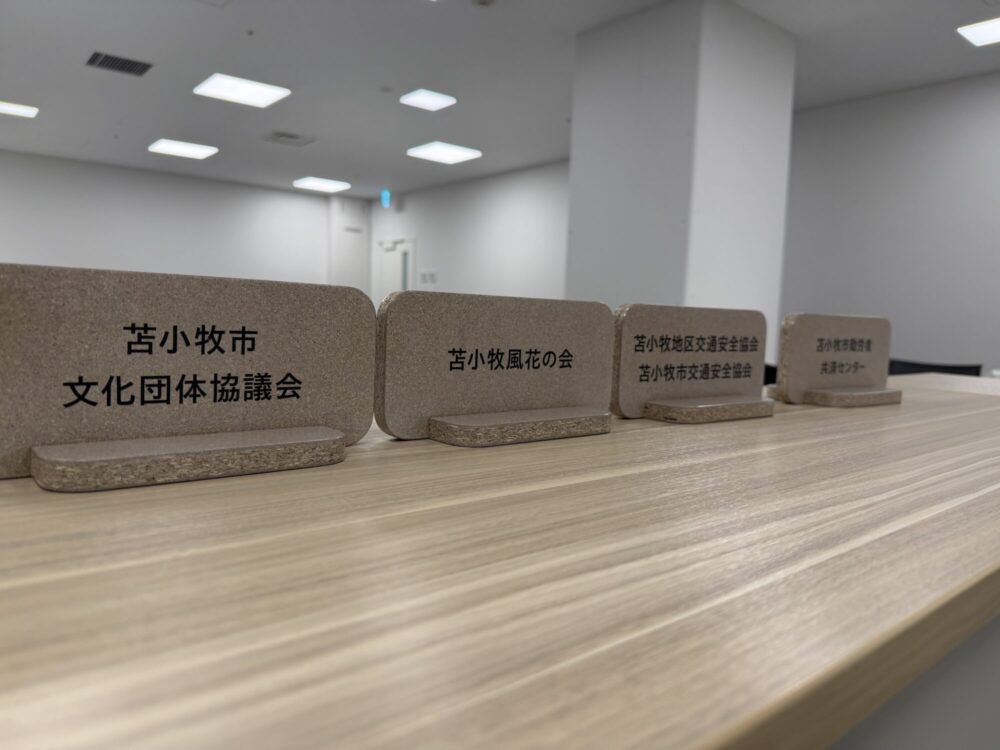 苫小牧市
文化団体協議会
苫小牧風花の会
苫小牧地区交通安全協会
苫小牧市交通安全協会
苫小牧市勤労者
共済センター